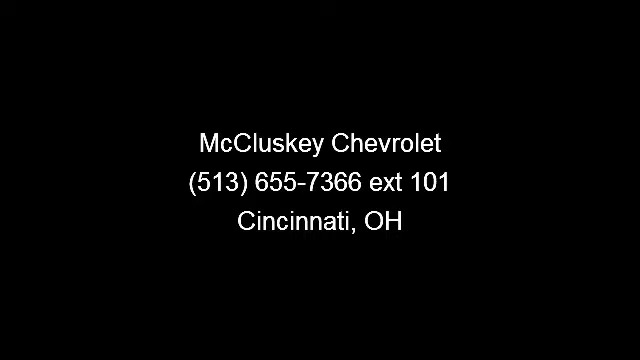 McCluskey Chevrolet
(513) 655-7366 ext 101
Cincinnati, OH